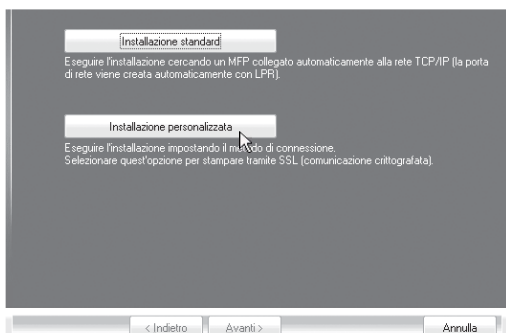 Installazione standard
Eseguire l'installazione cercando un MFP collegato automaticamente alla rete TCP/IP (la porta
di rete viene creata automaticamente con LPR).
Installazione personalizzata
Eseguire l'installazione impostando il metodo di connessione.
Selezionare quest'opzione per stampare tramite SSL (comunicazione crittografata).
< Indietro
Avanti >
Annulla